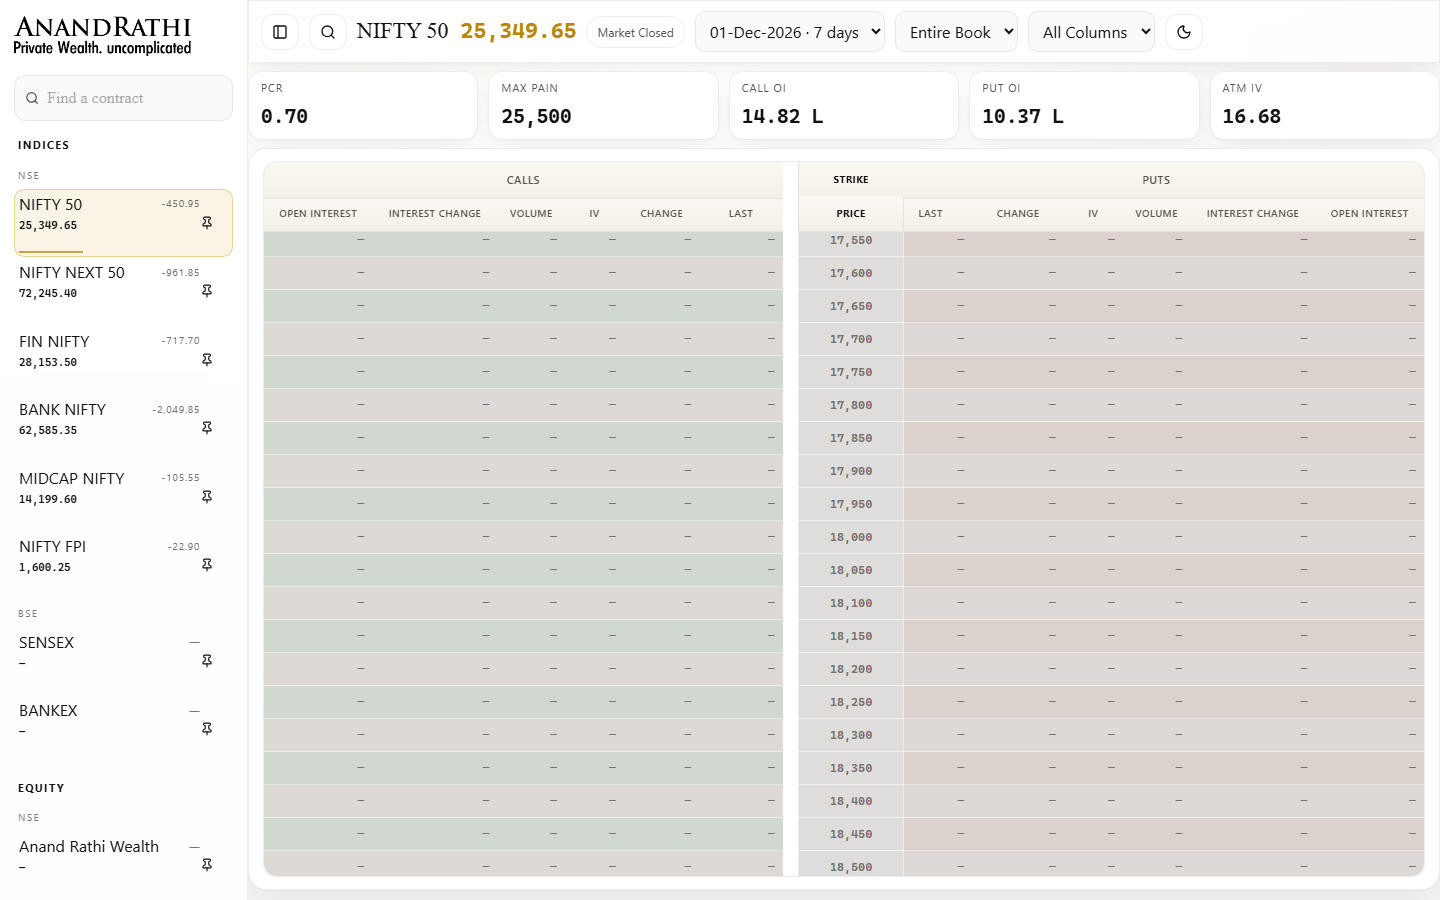 ANANDRATHI
Private Wealth. uncomplicated
Find a contract
INDICES
NSE
NIFTY 50 -450.95
25,349.65
NIFTY NEXT 50 -961.85
72,245.40
FIN NIFTY -717.70
28,153.50
BANK NIFTY -2,049.85
62,585.35
MIDCAP NIFTY -105.55
14,199.60
NIFTY FPI -22.90
1,600.25
BSE
SENSEX —
–
BANKEX —
–
EQUITY
NSE
Anand Rathi Wealth —
–
NIFTY 50 25,349.65 Market Closed 01-Dec-2026 · 7 days Entire Book All Columns
PCR MAX PAIN CALL OI PUT OI ATM IV
0.70 25,500 14.82 L 10.37 L 16.68
CALLS STRIKE PUTS
OPEN INTEREST INTEREST CHANGE VOLUME IV CHANGE LAST PRICE LAST CHANGE IV VOLUME INTEREST CHANGE OPEN INTEREST
– – – – – – 17,550 – – – – – –
– – – – – – 17,600 – – – – – –
– – – – – – 17,650 – – – – – –
– – – – – – 17,700 – – – – – –
– – – – – – 17,750 – – – – – –
– – – – – – 17,800 – – – – – –
– – – – – – 17,850 – – – – – –
– – – – – – 17,900 – – – – – –
– – – – – – 17,950 – – – – – –
– – – – – – 18,000 – – – – – –
– – – – – – 18,050 – – – – – –
– – – – – – 18,100 – – – – – –
– – – – – – 18,150 – – – – – –
– – – – – – 18,200 – – – – – –
– – – – – – 18,250 – – – – – –
– – – – – – 18,300 – – – – – –
– – – – – – 18,350 – – – – – –
– – – – – – 18,400 – – – – – –
– – – – – – 18,450 – – – – – –
– – – – – – 18,500 – – – – – –